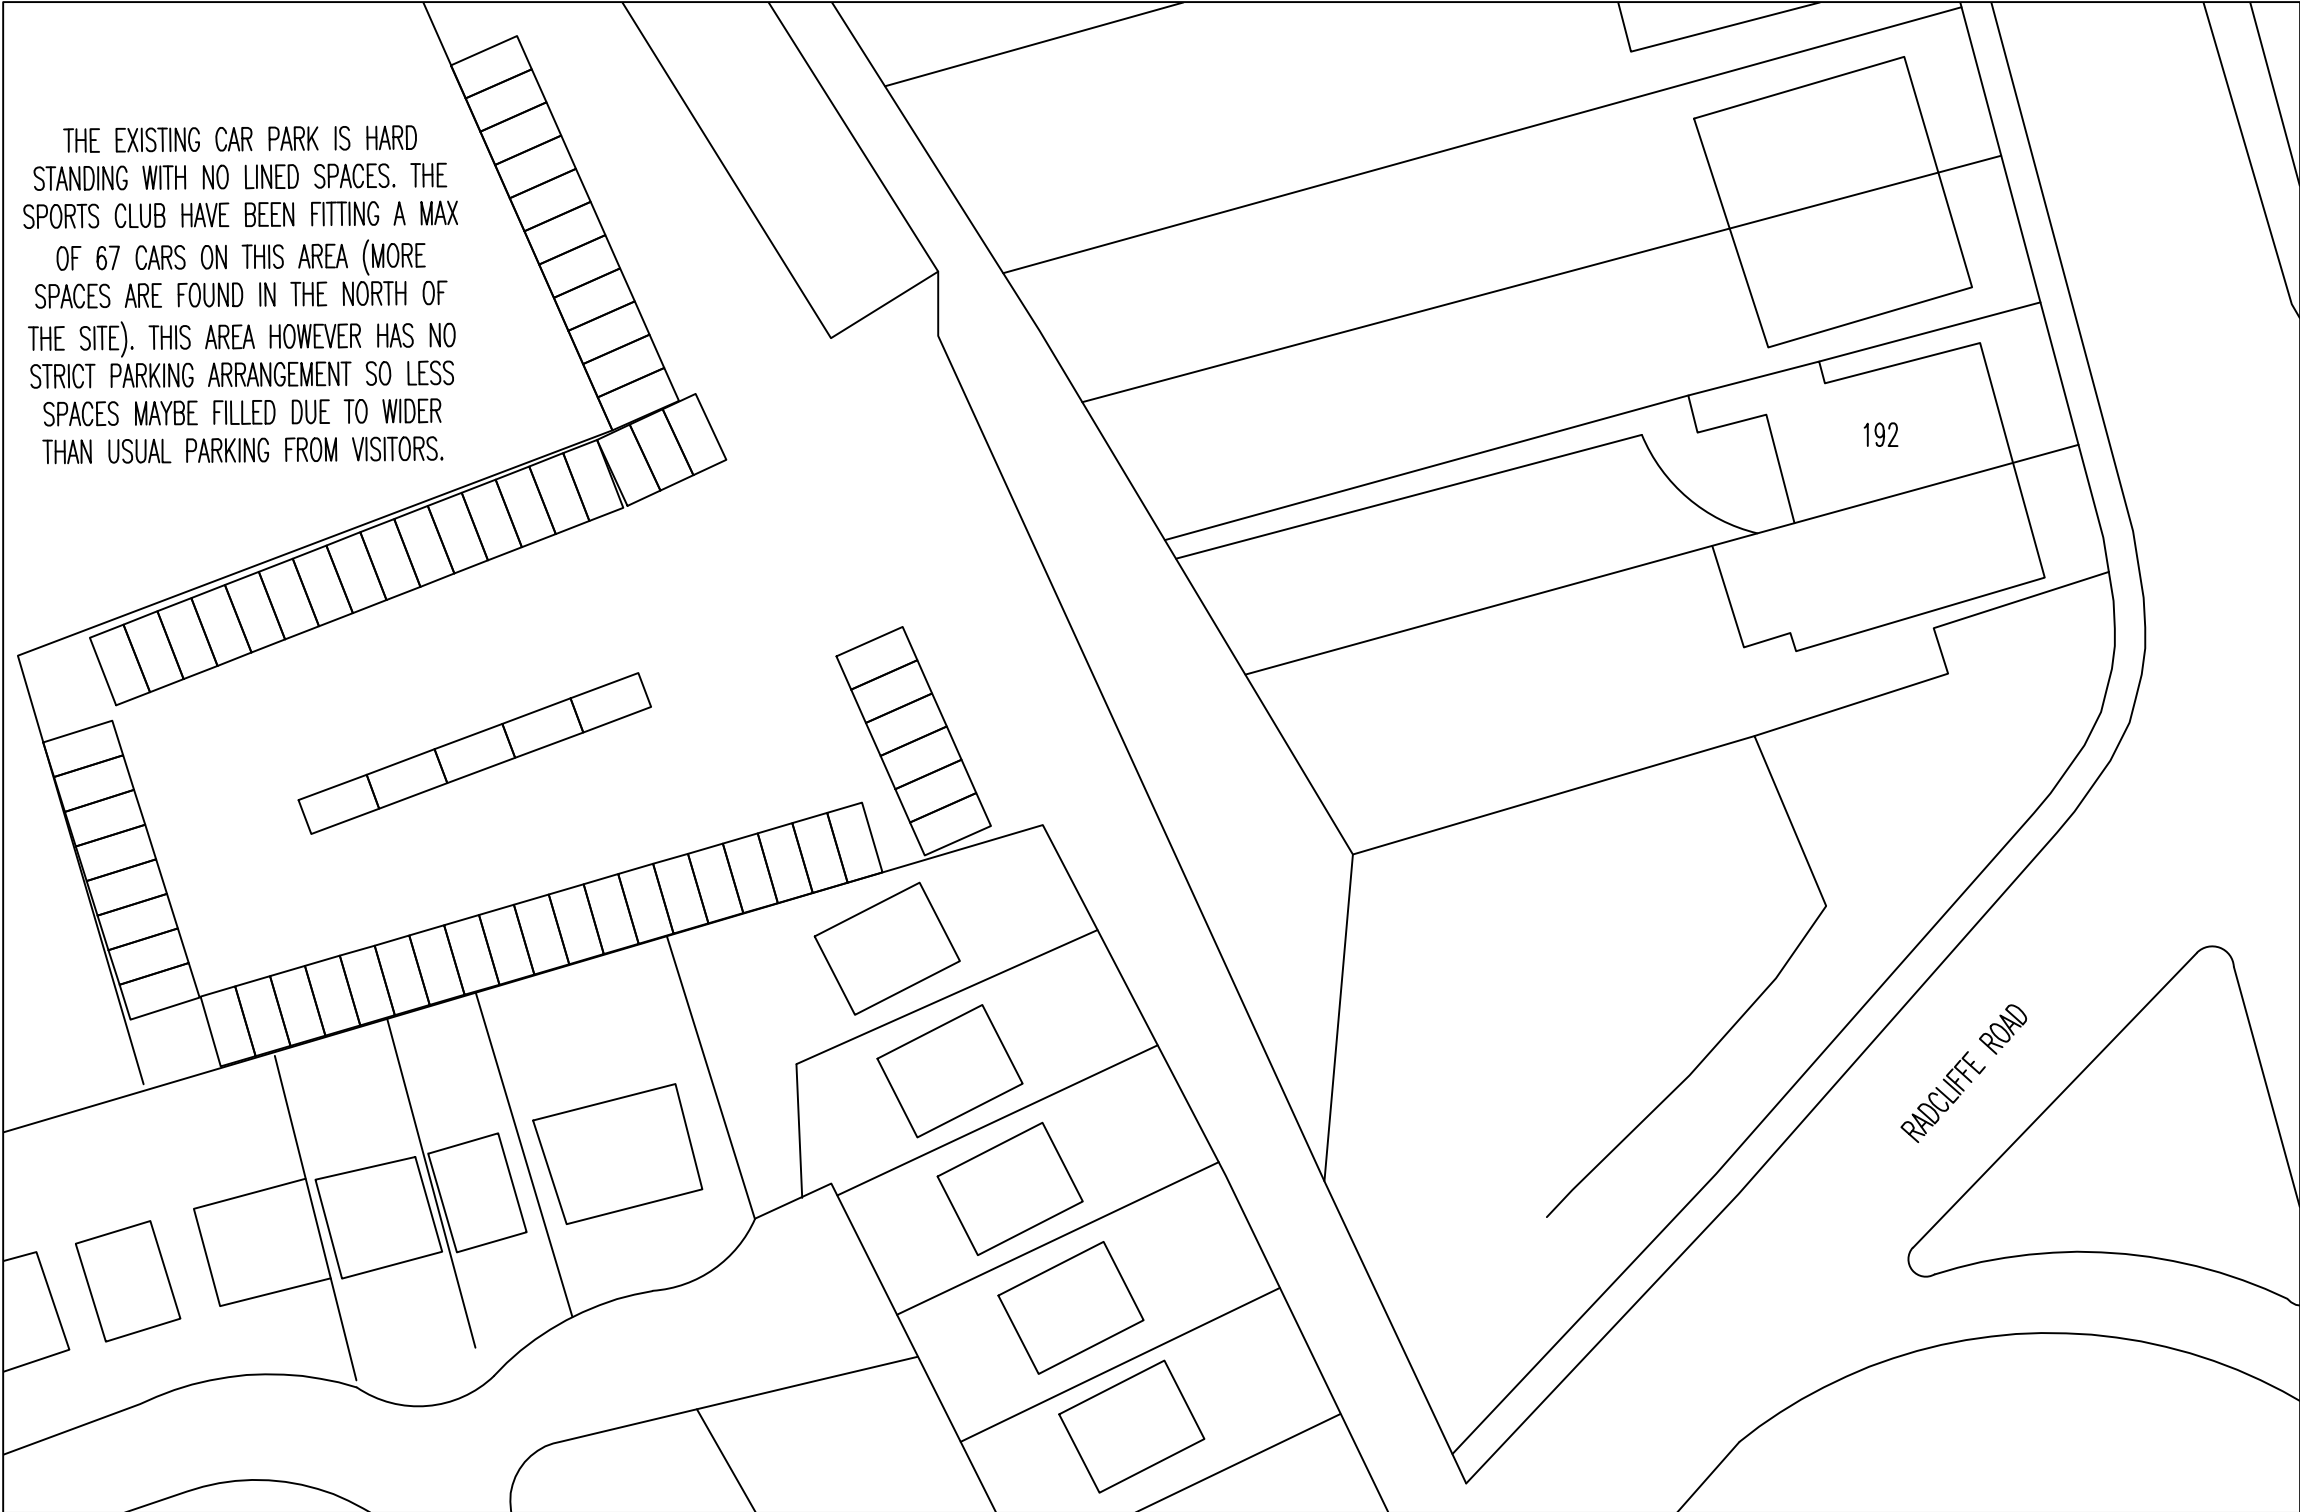 THE EXISTING CAR PARK IS HARD
STANDING WITH NO LINED SPACES. THE
SPORTS CLUB HAVE BEEN FITTING A MAX
OF 67 CARS ON THIS AREA (MORE
SPACES ARE FOUND IN THE NORTH OF
THE SITE). THIS AREA HOWEVER HAS NO
STRICT PARKING ARRANGEMENT SO LESS
SPACES MAYBE FILLED DUE TO WIDER
THAN USUAL PARKING FROM VISITORS.
192
RADCLIFFE ROAD